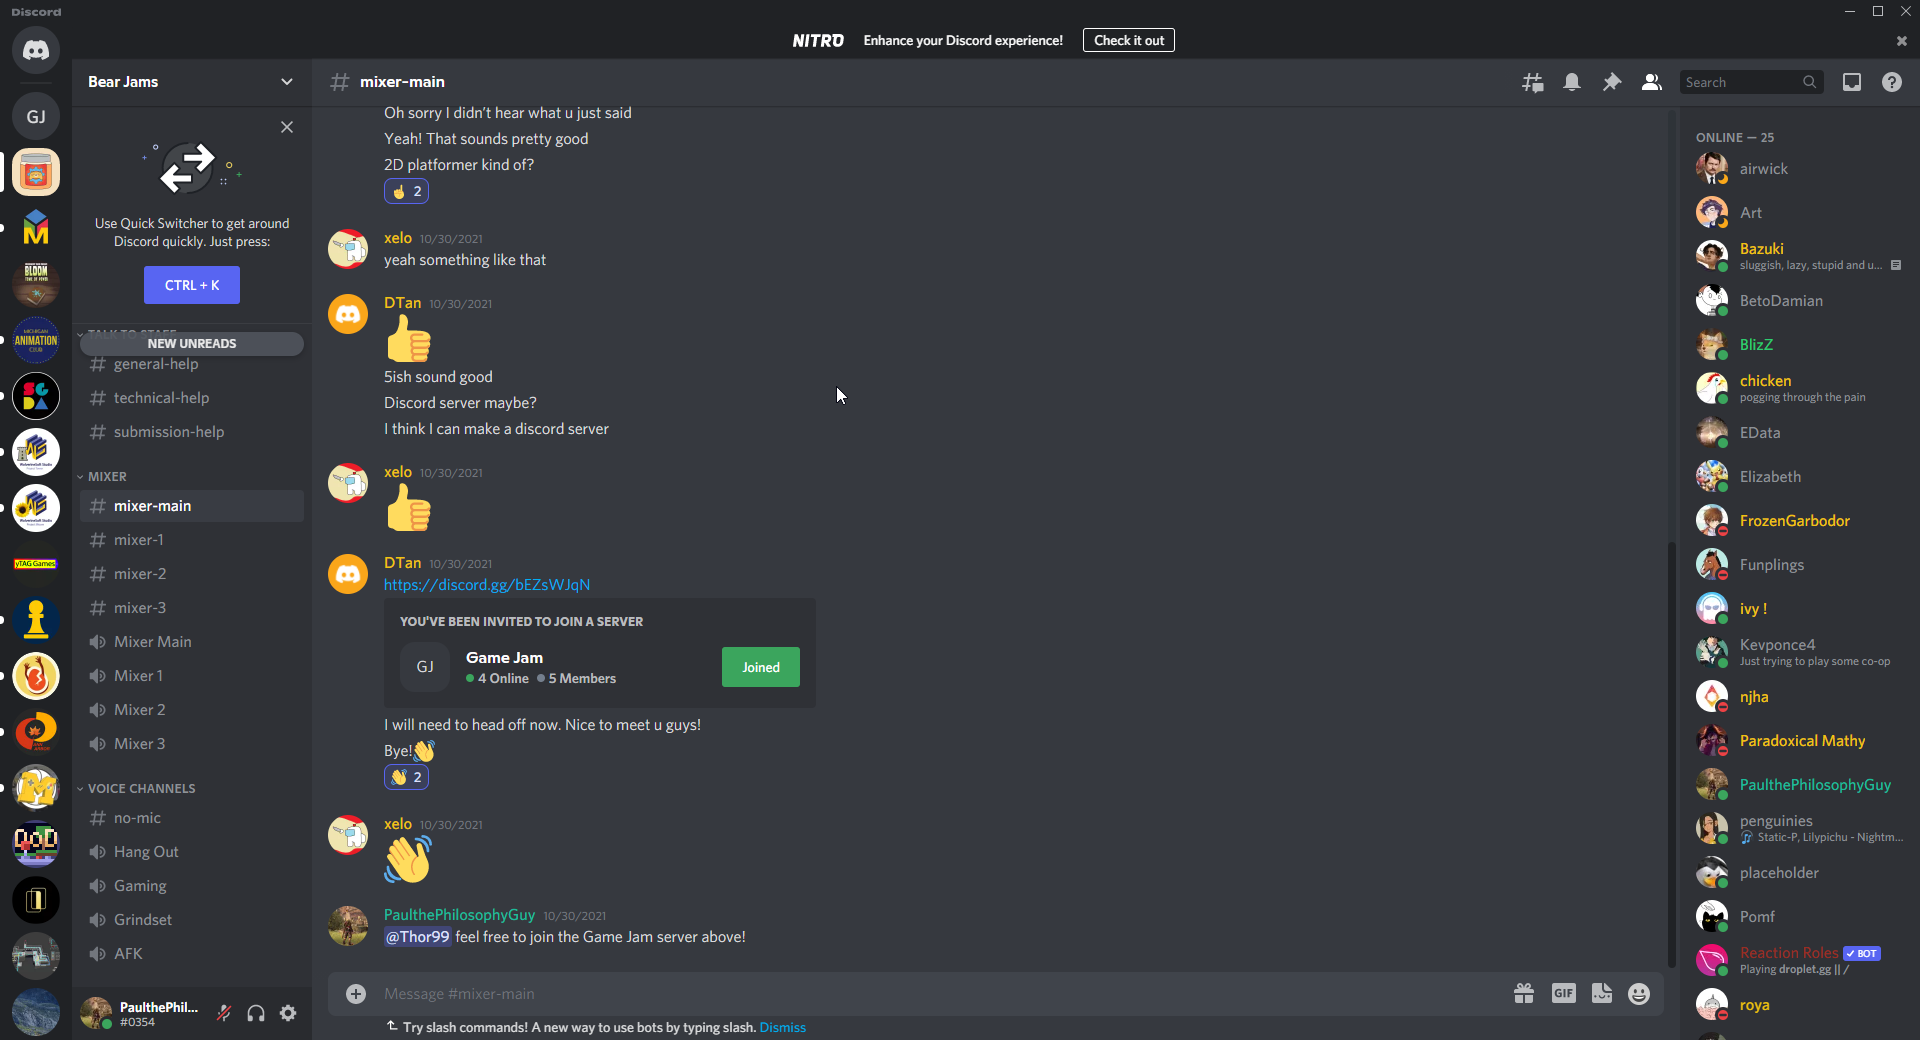 Discord
NITRO Enhance your Discord experience! Check it out
GJ
MICHIGAN
ANIMATION
CLUB
yTAG Games
Bear Jams
Use Quick Switcher to get around
Discord quickly. Just press:
CTRL + K
TALK TO STAFF
NEW UNREADS
general-help
technical-help
submission-help
MIXER
mixer-main
mixer-1
mixer-2
mixer-3
Mixer Main
Mixer 1
Mixer 2
Mixer 3
VOICE CHANNELS
no-mic
Hang Out
Gaming
Grindset
AFK
PaulthePhil...
#0354
# mixer-main
Search
Oh sorry I didn't hear what u just said
Yeah! That sounds pretty good
2D platformer kind of?
2
xelo 10/30/2021
yeah something like that
DTan 10/30/2021
5ish sound good
Discord server maybe?
I think I can make a discord server
xelo 10/30/2021
DTan 10/30/2021
https://discord.gg/bEZsWJqN
YOU'VE BEEN INVITED TO JOIN A SERVER
GJ
Game Jam
4 Online 5 Members
Joined
I will need to head off now. Nice to meet u guys!
Bye!👋
2
xelo 10/30/2021
PaulthePhilosophyGuy 10/30/2021
@Thor99 feel free to join the Game Jam server above!
Message #mixer-main
GIF
Try slash commands! A new way to use bots by typing slash. Dismiss
ONLINE — 25
airwick
Art
Bazuki
sluggish, lazy, stupid and u...
BetoDamian
BlizZ
chicken
pogging through the pain
EData
Elizabeth
FrozenGarbodor
Funplings
ivy !
Kevponce4
Just trying to play some co-op
njha
Paradoxical Mathy
PaulthePhilosophyGuy
penguinies
Static-P, Lilypichu - Nightm...
placeholder
Pomf
Reaction Roles BOT
Playing droplet.gg || /
roya